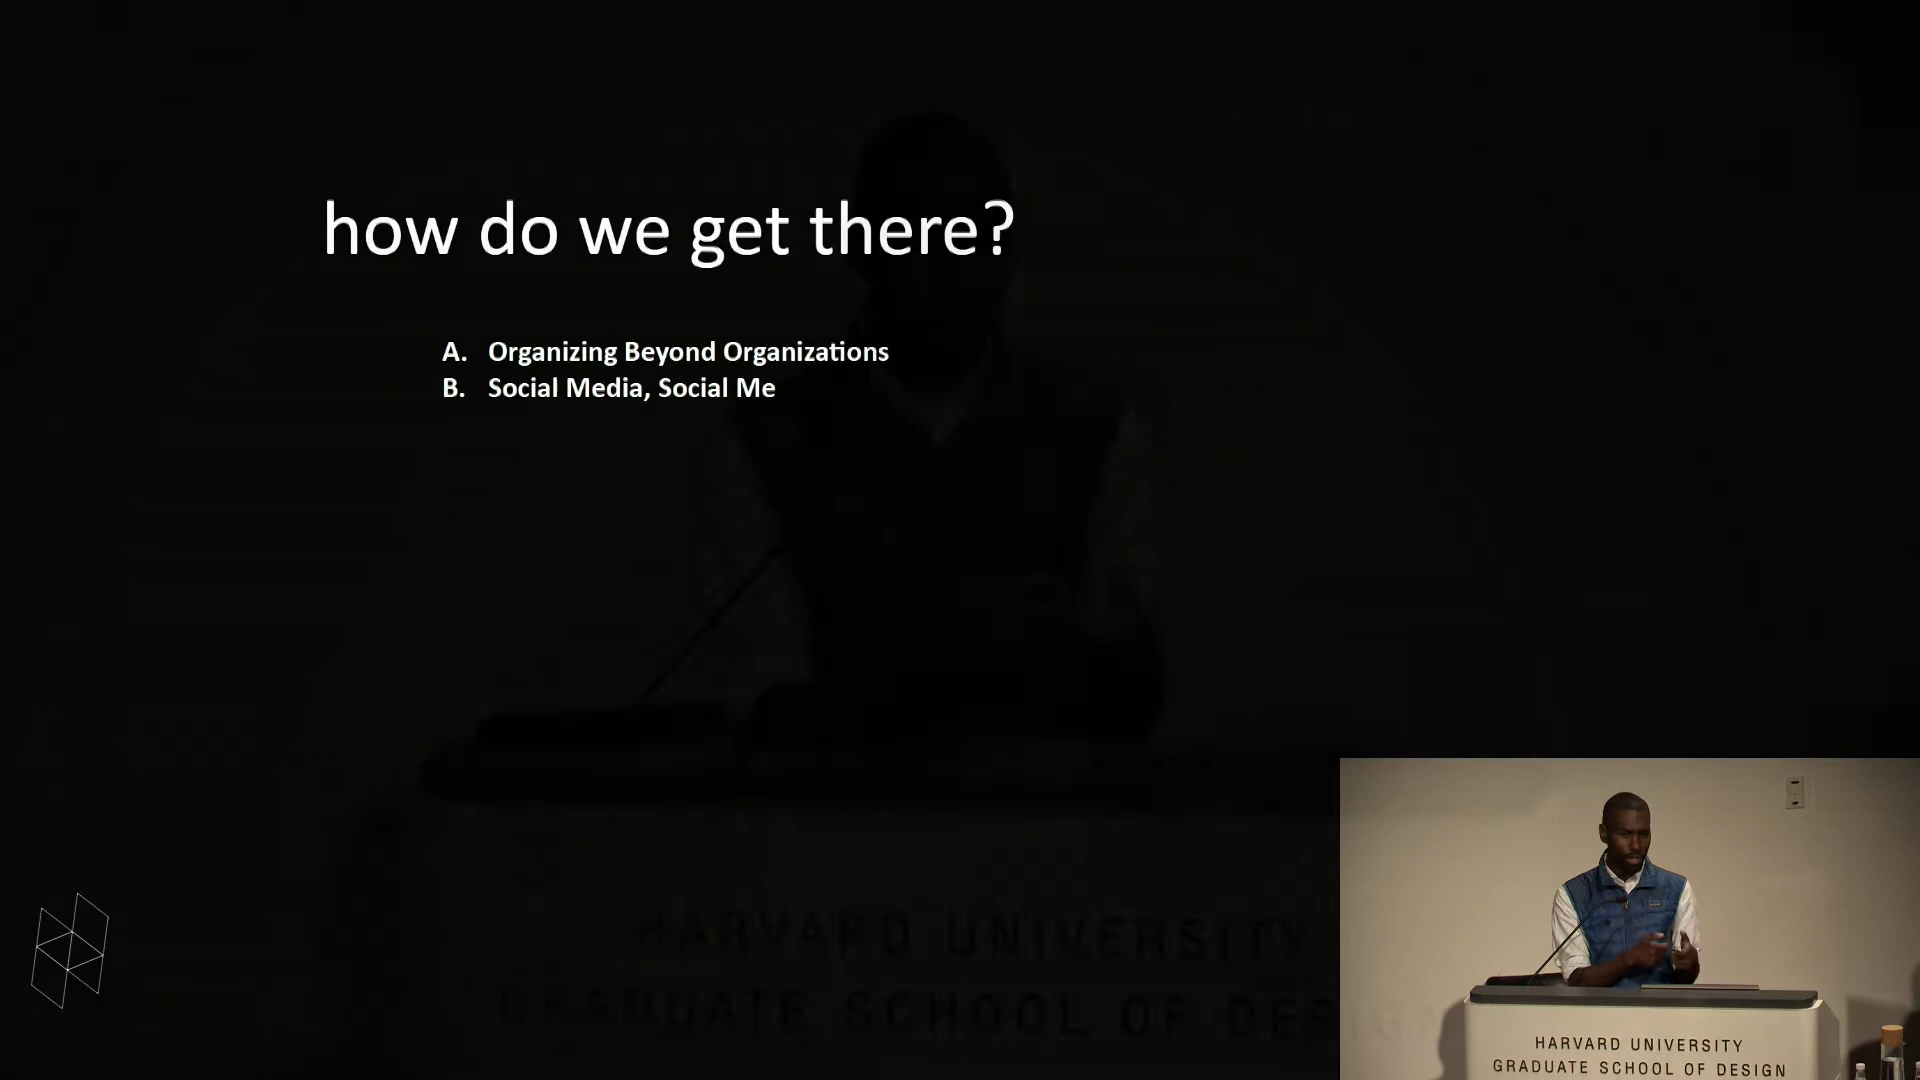 how do we get there?
A. Organizing Beyond Organizations
B. Social Media, Social Me
HARVARD UNIVERSITY
GRADUATE SCHOOL OF DES
HARVARD UNIVERSITY
GRADUATE SCHOOL OF DESIGN